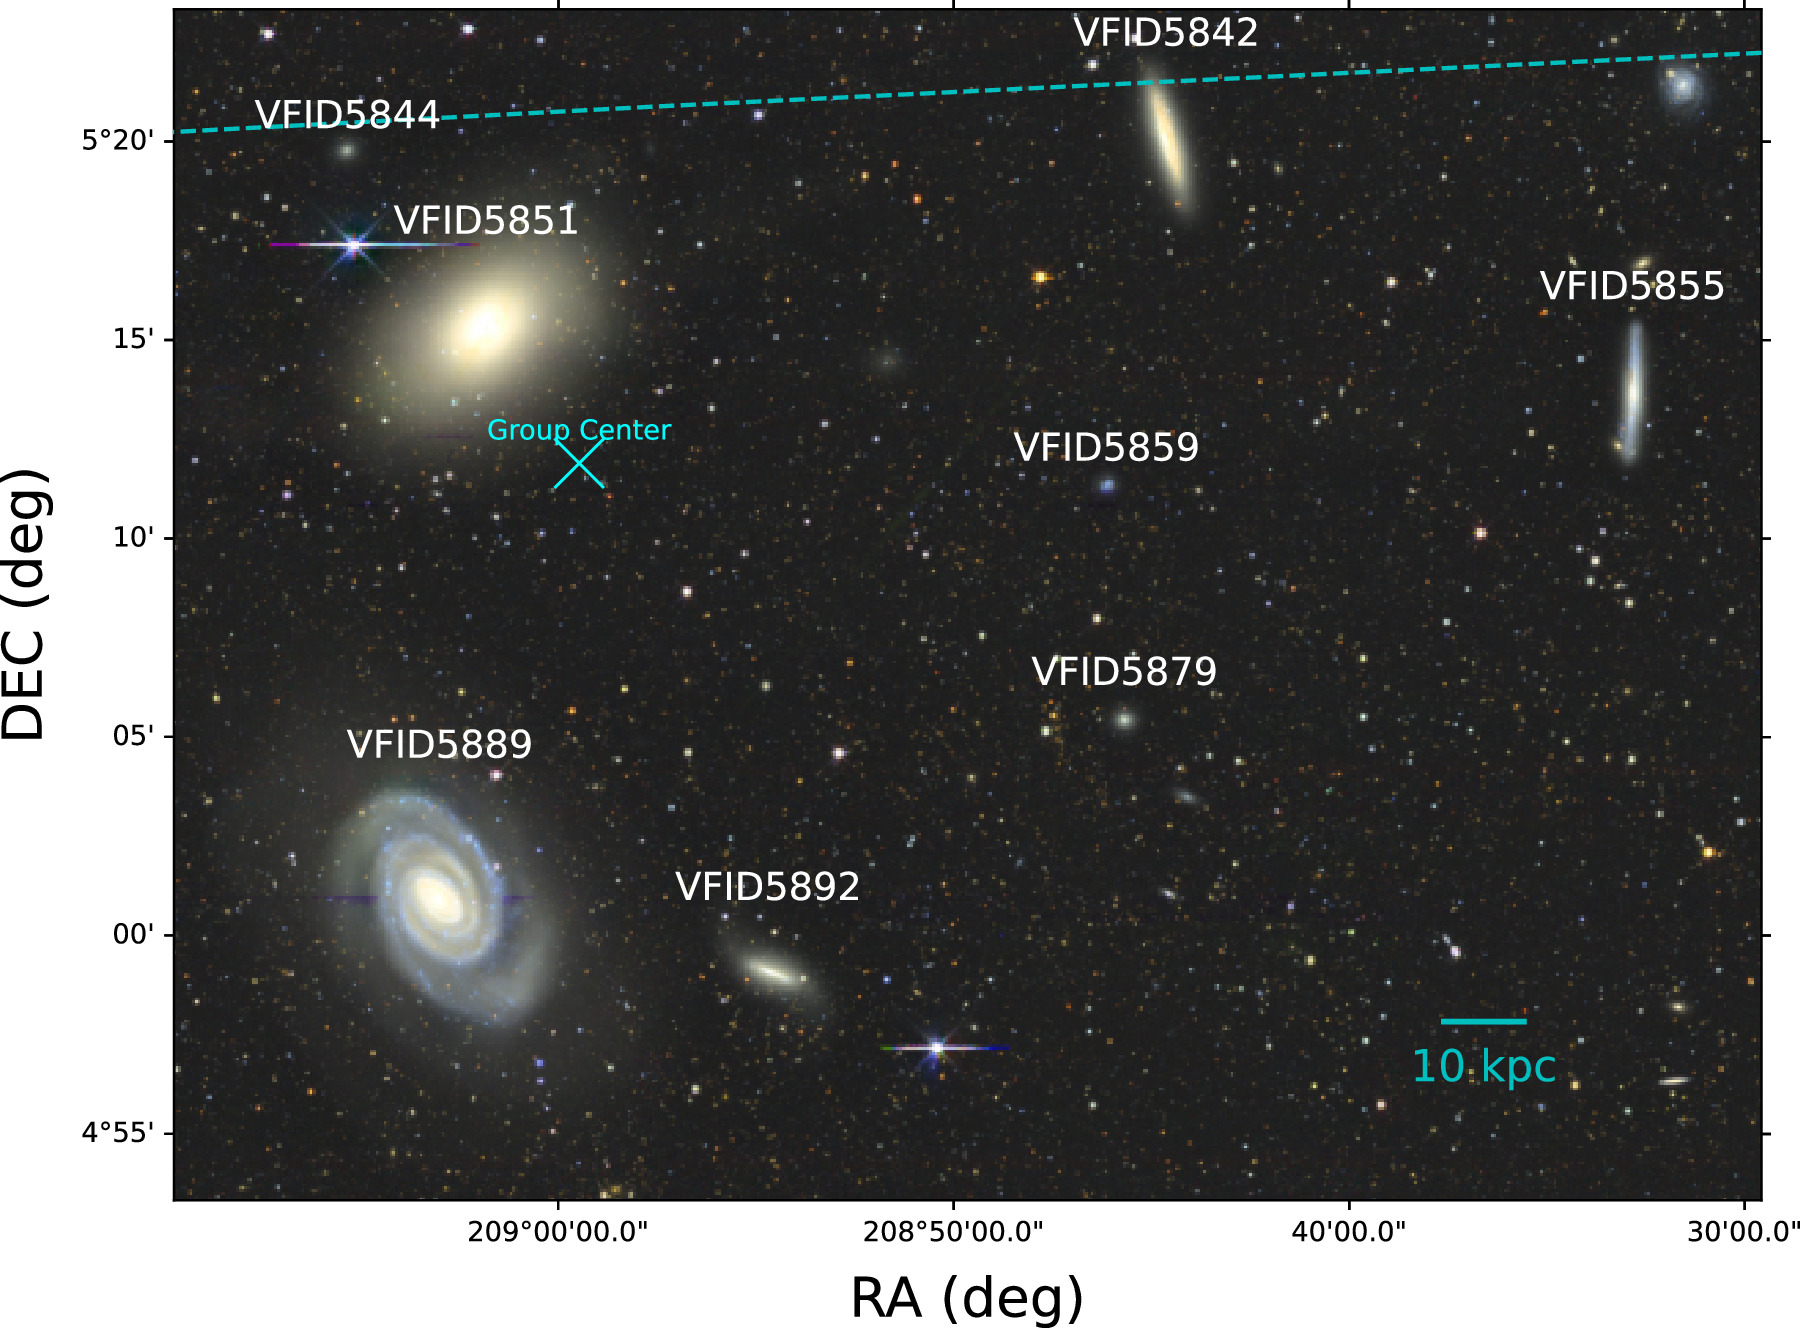 VFID5842
VFID5844
5°20'
VFID5851
VFID5855
15'
Group Center
VFID5859
10'
VFID5879
05'
VFID5889
VFID5892
00'
10 kpc
4°55'
209°00'00.0"
208°50'00.0"
40'00.0"
30'00.0"
RA (deg)
DEC (deg)